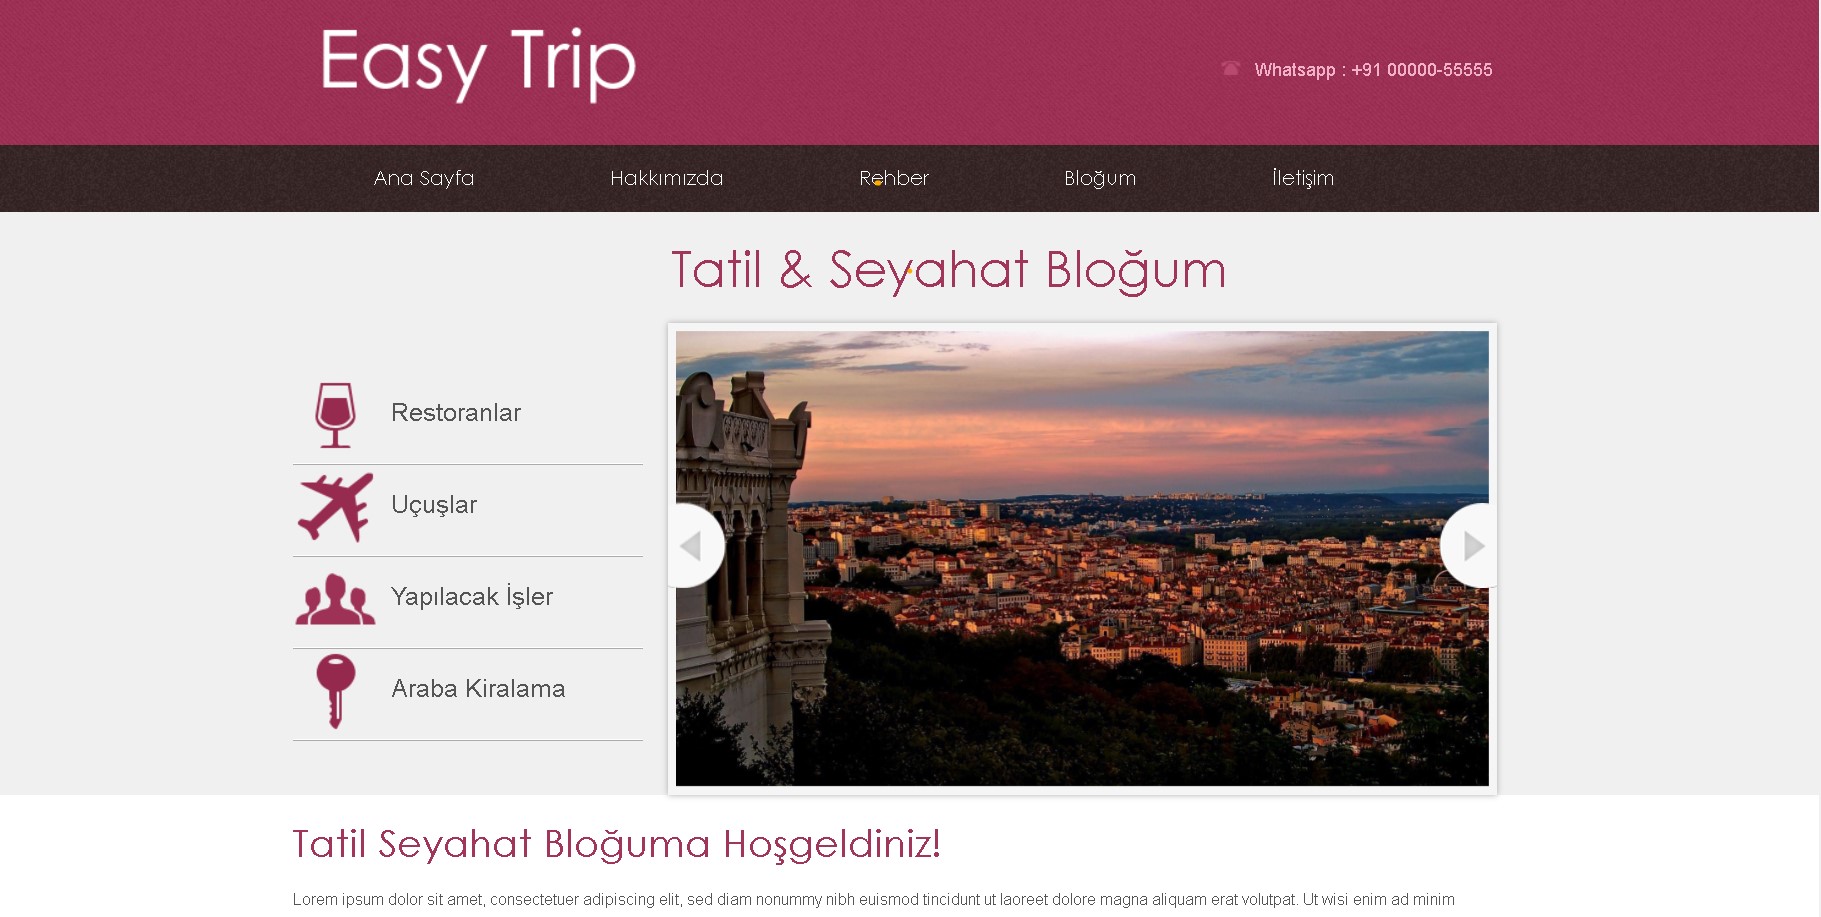 Easy Trip
Whatsapp : +91 00000-55555
Ana Sayfa
Hakkımızda
Rehber
Bloğum
İletişim
Tatil & Seyahat Bloğum
Restoranlar
Uçuşlar
Yapılacak İşler
Araba Kiralama
Tatil Seyahat Bloğuma Hoşgeldiniz!
Lorem ipsum dolor sit amet, consectetuer adipiscing elit, sed diam nonummy nibh euismod tincidunt ut laoreet dolore magna aliquam erat volutpat. Ut wisi enim ad minim